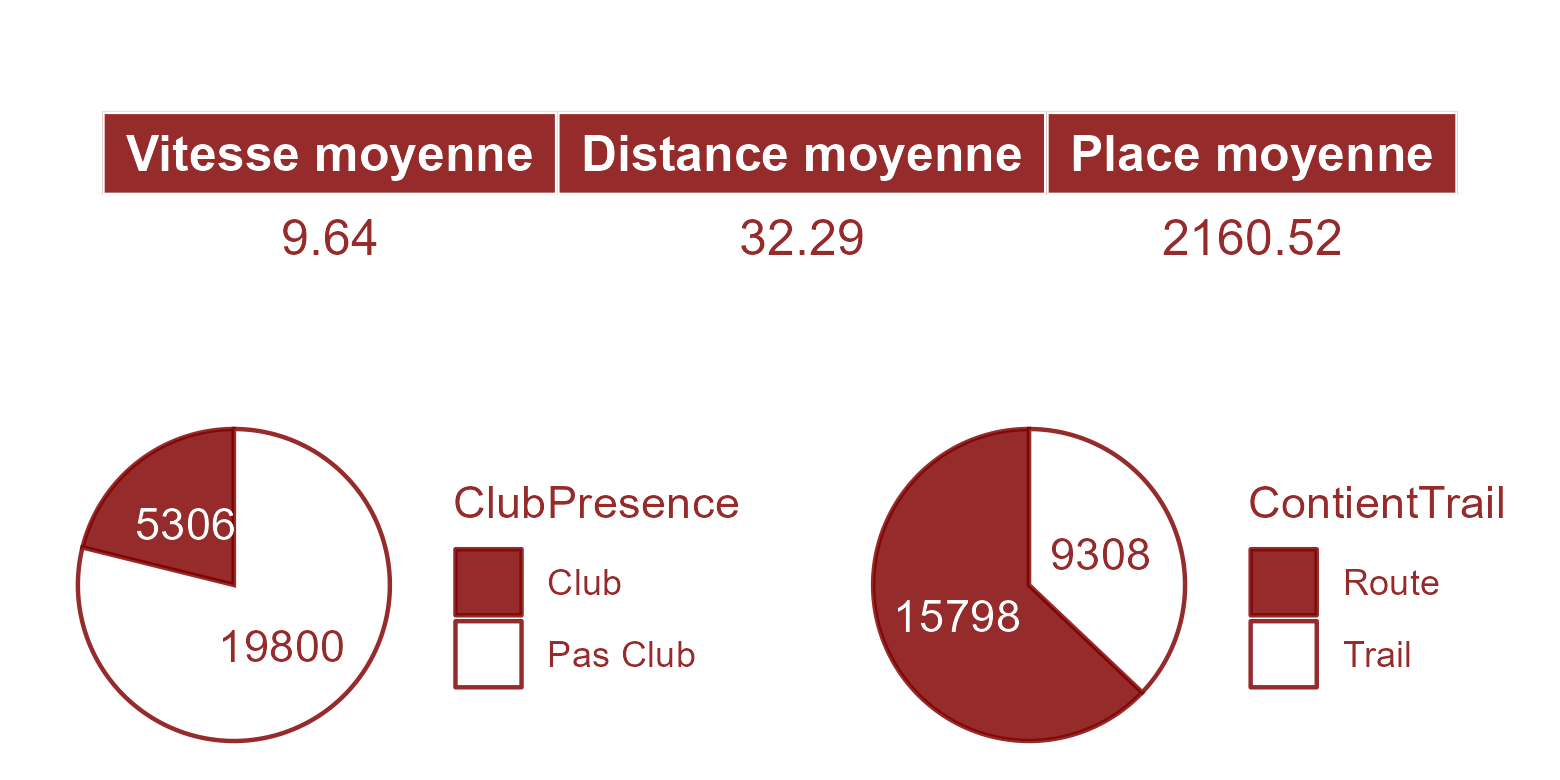 Vitesse moyenne Distance moyenne Place moyenne
9.64 32.29 2160.52
ClubPresence
5306
19800
Club
Pas Club
ContientTrail
9308
15798
Route
Trail